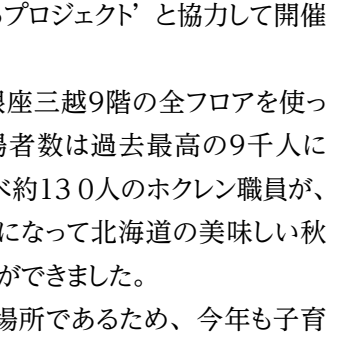 プロジェクト’と協力して開催
座三越9階の全フロアを使っ
者数は過去最高の9千人に
約13０人のホクレン職員が、
になって北海道の美味しい秋
ができました。
場所であるため、今年も子育